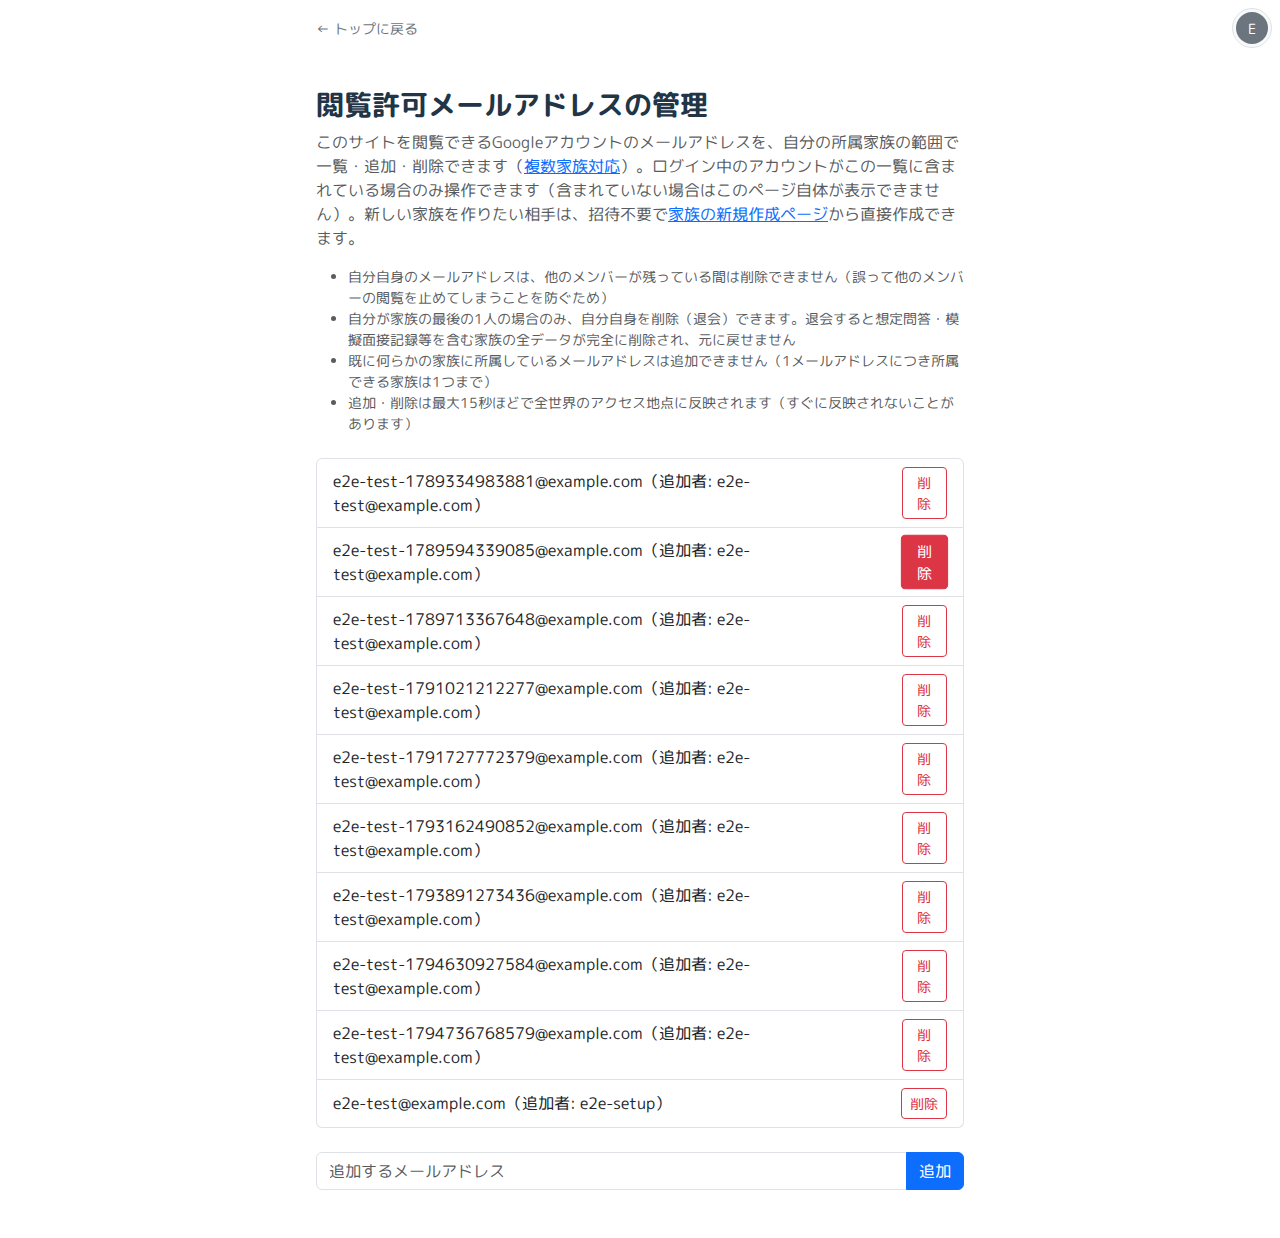 ← トップに戻る
E
閲覧許可メールアドレスの管理
このサイトを閲覧できるGoogleアカウントのメールアドレスを、自分の所属家族の範囲で
一覧・追加・削除できます（複数家族対応）。ログイン中のアカウントがこの一覧に含ま
れている場合のみ操作できます（含まれていない場合はこのページ自体が表示できませ
ん）。新しい家族を作りたい相手は、招待不要で家族の新規作成ページから直接作成でき
ます。
自分自身のメールアドレスは、他のメンバーが残っている間は削除できません（誤って他のメンバ
ーの閲覧を止めてしまうことを防ぐため）
自分が家族の最後の1人の場合のみ、自分自身を削除（退会）できます。退会すると想定問答・模
擬面接記録等を含む家族の全データが完全に削除され、元に戻せません
既に何らかの家族に所属しているメールアドレスは追加できません（1メールアドレスにつき所属
できる家族は1つまで）
追加・削除は最大15秒ほどで全世界のアクセス地点に反映されます（すぐに反映されないことが
あります）
e2e-test-1789334983881@example.com（追加者: e2e-
test@example.com）
削
除
e2e-test-1789594339085@example.com（追加者: e2e-
test@example.com）
削
除
e2e-test-1789713367648@example.com（追加者: e2e-
test@example.com）
削
除
e2e-test-1791021212277@example.com（追加者: e2e-
test@example.com）
削
除
e2e-test-1791727772379@example.com（追加者: e2e-
test@example.com）
削
除
e2e-test-1793162490852@example.com（追加者: e2e-
test@example.com）
削
除
e2e-test-1793891273436@example.com（追加者: e2e-
test@example.com）
削
除
e2e-test-1794630927584@example.com（追加者: e2e-
test@example.com）
削
除
e2e-test-1794736768579@example.com（追加者: e2e-
test@example.com）
削
除
e2e-test@example.com（追加者: e2e-setup）
削除
追加するメールアドレス
追加